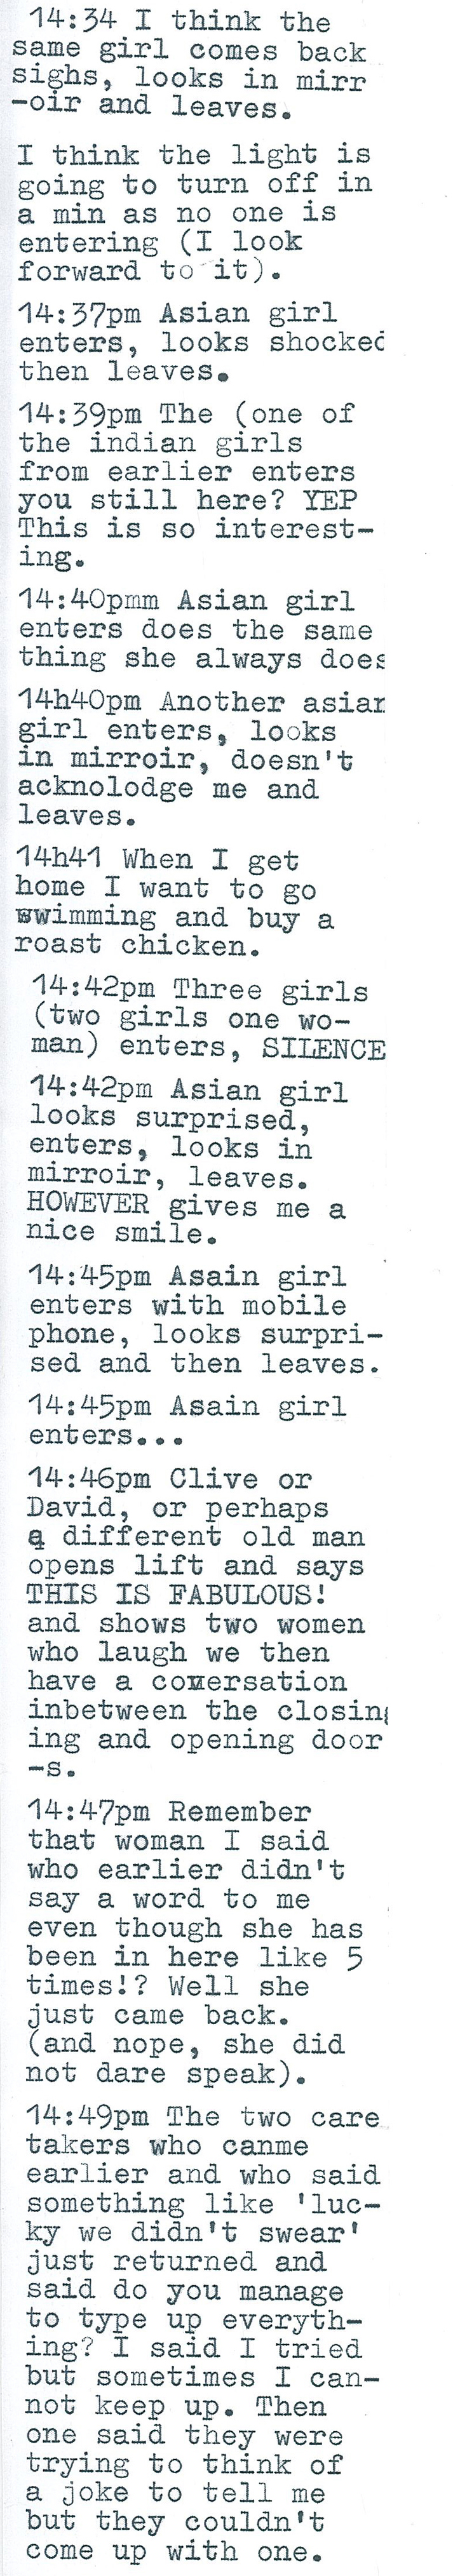 14:34 I think the
same girl comes back
sighs, looks in mirr
-oir and leaves.
I think the light is
going to turn off in
a min as no one is
entering (I look
forward to it).
14:37pm Asian girl
enters, looks shocked
then leaves.
14:39pm The (one of
the indian girls
from earlier enters
you still here? YEP
This is so interest-
ing.
14:40pmm Asian girl
enters does the same
thing she always does
14h40pm Another asian
girl enters, looks
in mirroir, doesn't
acknolodge me and
leaves.
14h41 When I get
home I want to go
swimming and buy a
roast chicken.
14:42pm Three girls
(two girls one wo-
man) enters, SILENCE
14:42pm Asian girl
looks surprised,
enters, looks in
mirroir, leaves.
HOWEVER gives me a
nice smile.
14:45pm Asain girl
enters with mobile
phone, looks surpri-
sed and then leaves.
14:45pm Asain girl
enters...
14:46pm Clive or
David, or perhaps
a different old man
opens lift and says
THIS IS FABULOUS!
and shows two women
who laugh we then
have a conersation
inbetween the closing
ing and opening door
-s.
14:47pm Remember
that woman I said
who earlier didn't
say a word to me
even though she has
been in here like 5
times!? Well she
just came back.
(and nope, she did
not dare speak).
14:49pm The two care
takers who canme
earlier and who said
something like 'luc-
ky we didn't swear'
just returned and
said do you manage
to type up everyth-
ing? I said I tried
but sometimes I can-
not keep up. Then
one said they were
trying to think of
a joke to tell me
but they couldn't
come up with one.